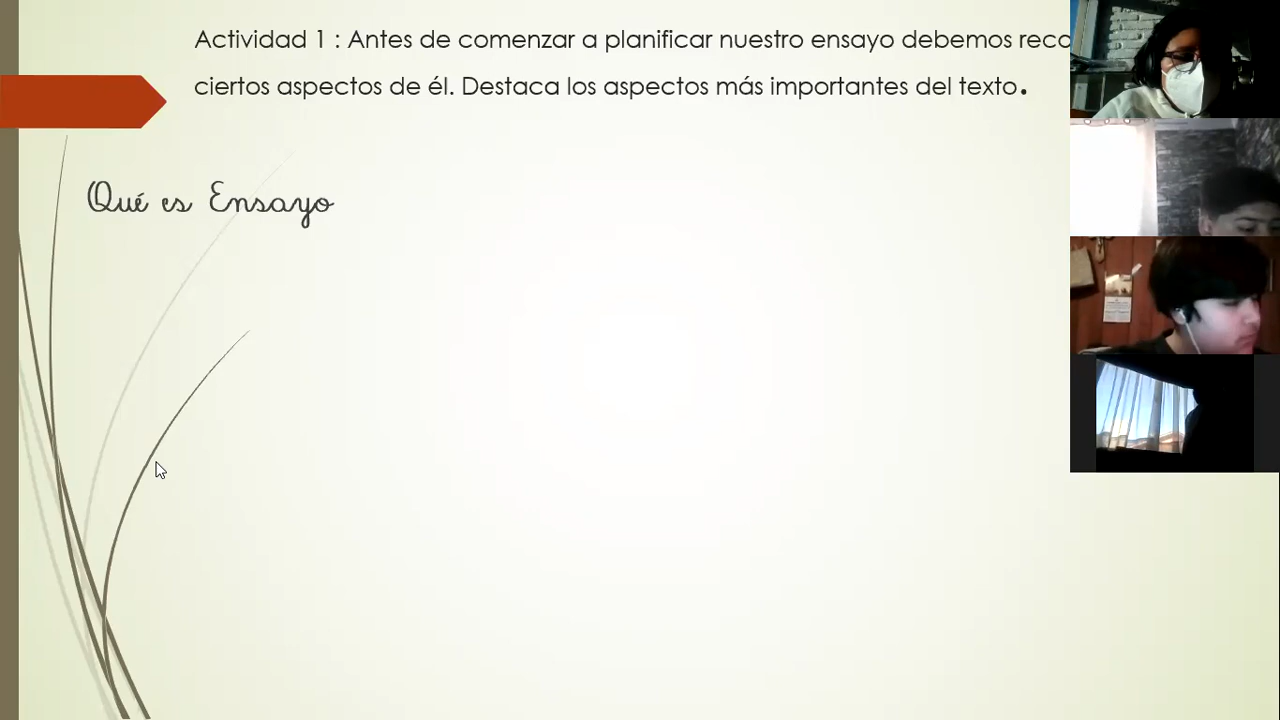 Actividad 1 : Antes de comenzar a planificar nuestro ensayo debemos
ciertos aspectos de él. Destaca los aspectos más importantes del texto.
Qué es Ensayo